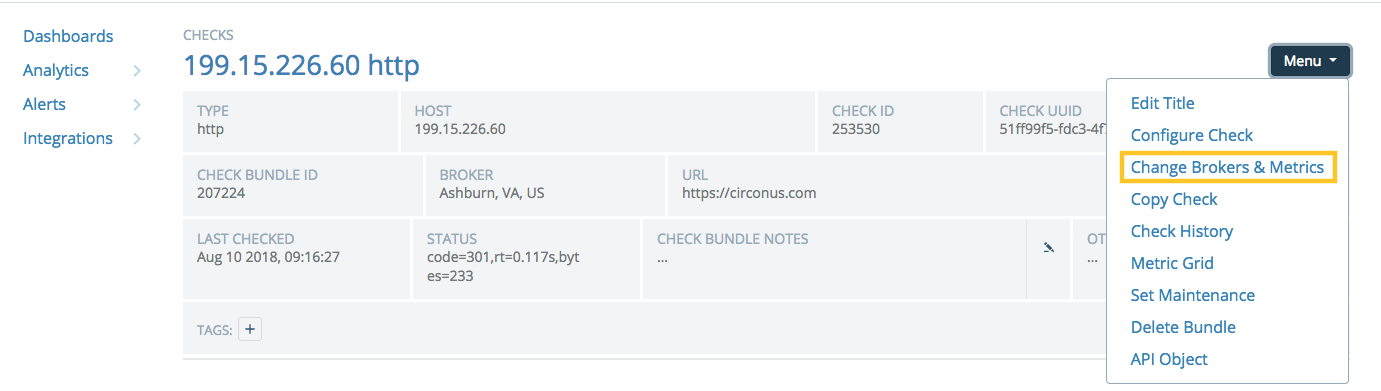 Dashboards
Analytics
Alerts
Integrations
CHECKS
199.15.226.60 http
Menu
TYPE
http
HOST
199.15.226.60
CHECK ID
253530
CHECK UUID
51ff99f5-fdc3-4f7
CHECK BUNDLE ID
207224
BROKER
Ashburn, VA, US
URL
https://circonus.com
LAST CHECKED
Aug 10 2018, 09:16:27
STATUS
code=301,rt=0.117s,byt
es=233
CHECK BUNDLE NOTES
...
OT
...
TAGS: +
Edit Title
Configure Check
Change Brokers & Metrics
Copy Check
Check History
Metric Grid
Set Maintenance
Delete Bundle
API Object